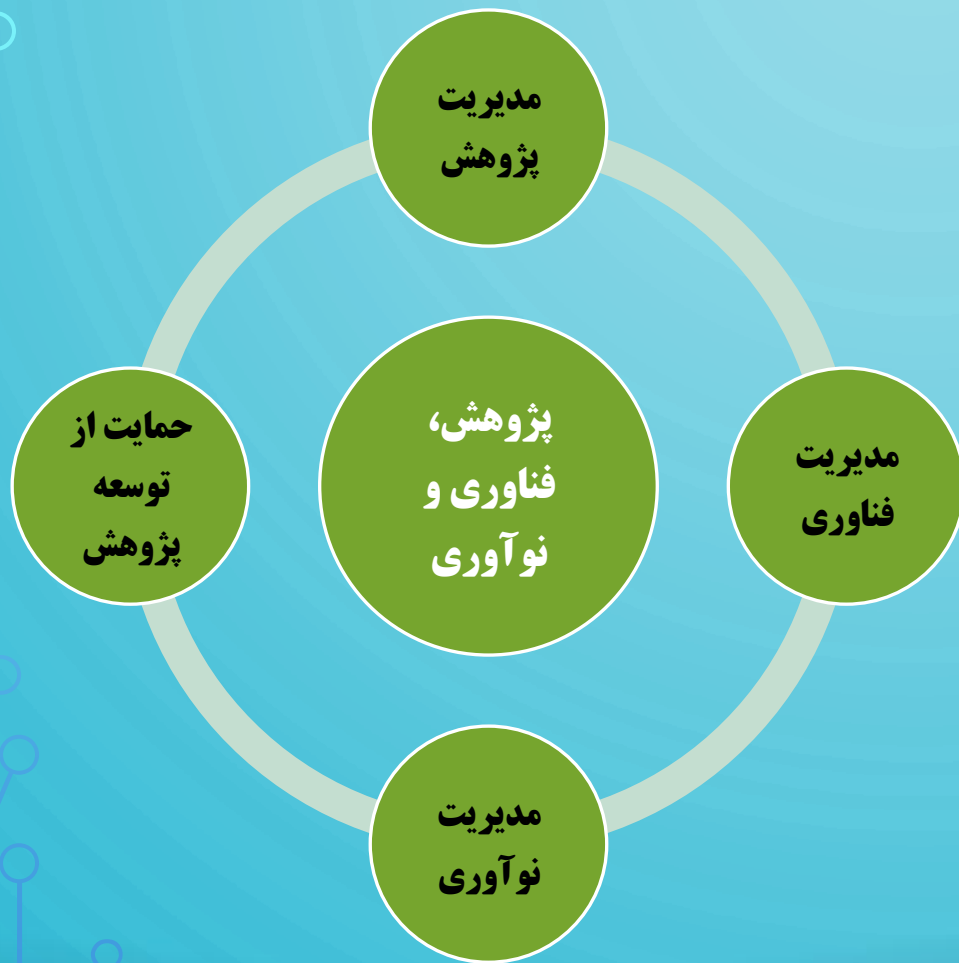 مدیریت
پژوهش
پژوهش،
فناوری و
نوآوری
مدیریت
فناوری
مدیریت
نوآوری
حمایت از
توسعه
پژوهش